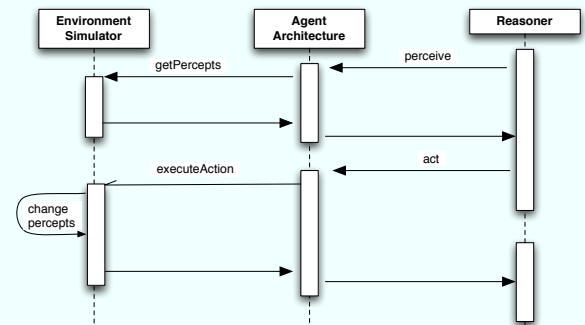 Environment
Simulator
Agent
Architecture
Reasoner
perceive
getPercepts
act
executeAction
change
percepts